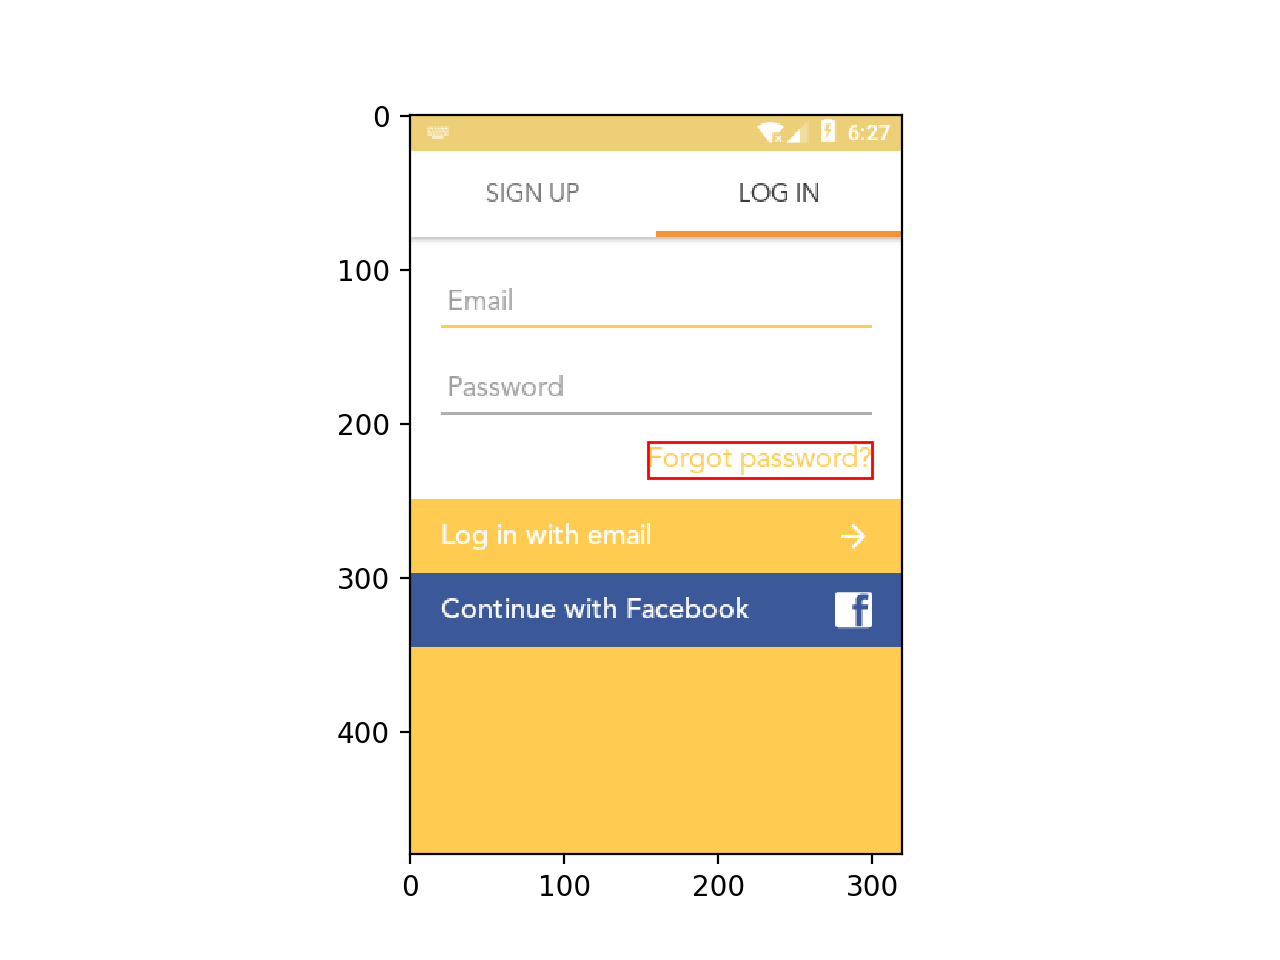 0
6:27
SIGN UP LOG IN
100
Email
Password
200
Forgot password?
Log in with email
300
Continue with Facebook
f
400
0 100 200 300